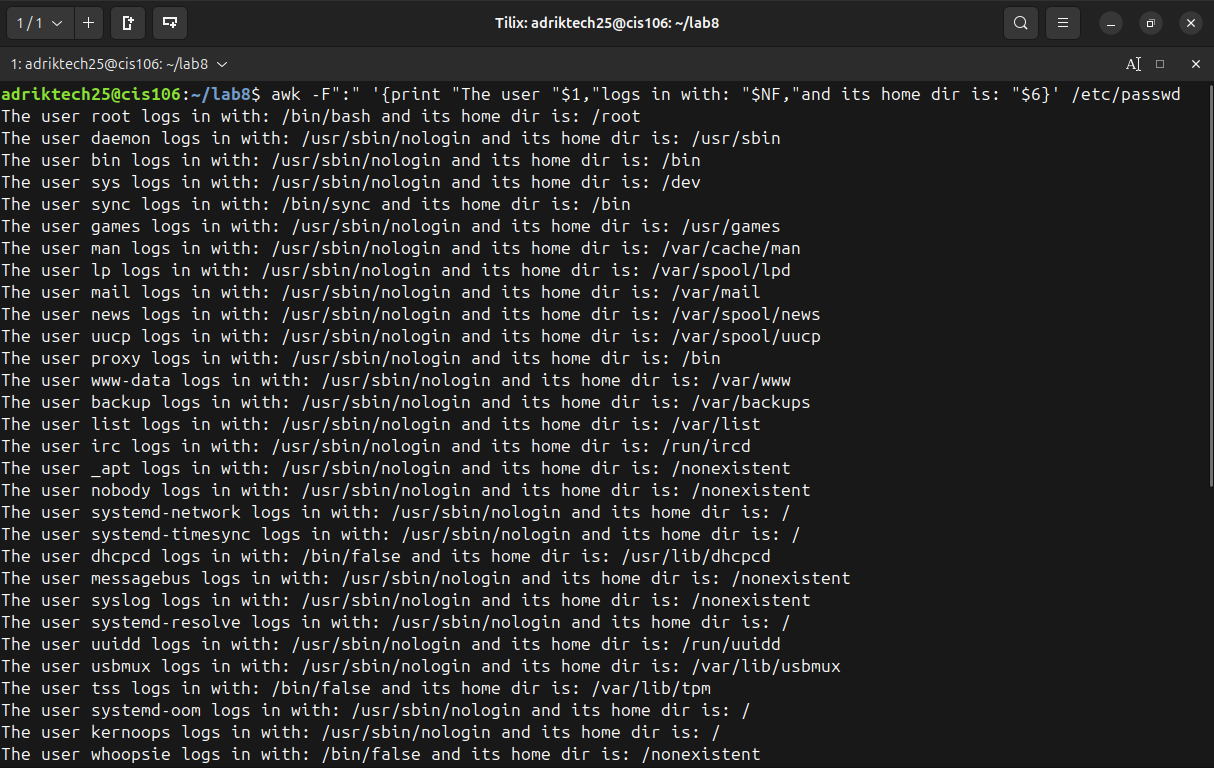 1 / 1
Tilix: adriktech25@cis106: ~/lab8
1: adriktech25@cis106: ~/lab8
adriktech25@cis106:~/lab8$ awk -F":" '{print "The user "$1,"logs in with: "$NF,"and its home dir is: "$6}' /etc/passwd
The user root logs in with: /bin/bash and its home dir is: /root
The user daemon logs in with: /usr/sbin/nologin and its home dir is: /usr/sbin
The user bin logs in with: /usr/sbin/nologin and its home dir is: /bin
The user sys logs in with: /usr/sbin/nologin and its home dir is: /dev
The user sync logs in with: /bin/sync and its home dir is: /bin
The user games logs in with: /usr/sbin/nologin and its home dir is: /usr/games
The user man logs in with: /usr/sbin/nologin and its home dir is: /var/cache/man
The user lp logs in with: /usr/sbin/nologin and its home dir is: /var/spool/lpd
The user mail logs in with: /usr/sbin/nologin and its home dir is: /var/mail
The user news logs in with: /usr/sbin/nologin and its home dir is: /var/spool/news
The user uucp logs in with: /usr/sbin/nologin and its home dir is: /var/spool/uucp
The user proxy logs in with: /usr/sbin/nologin and its home dir is: /bin
The user www-data logs in with: /usr/sbin/nologin and its home dir is: /var/www
The user backup logs in with: /usr/sbin/nologin and its home dir is: /var/backups
The user list logs in with: /usr/sbin/nologin and its home dir is: /var/list
The user irc logs in with: /usr/sbin/nologin and its home dir is: /run/ircd
The user _apt logs in with: /usr/sbin/nologin and its home dir is: /nonexistent
The user nobody logs in with: /usr/sbin/nologin and its home dir is: /nonexistent
The user systemd-network logs in with: /usr/sbin/nologin and its home dir is: /
The user systemd-timesync logs in with: /usr/sbin/nologin and its home dir is: /
The user dhcpcd logs in with: /bin/false and its home dir is: /usr/lib/dhcpcd
The user messagebus logs in with: /usr/sbin/nologin and its home dir is: /nonexistent
The user syslog logs in with: /usr/sbin/nologin and its home dir is: /nonexistent
The user systemd-resolve logs in with: /usr/sbin/nologin and its home dir is: /
The user uuidd logs in with: /usr/sbin/nologin and its home dir is: /run/uuidd
The user usbmux logs in with: /usr/sbin/nologin and its home dir is: /var/lib/usbmux
The user tss logs in with: /bin/false and its home dir is: /var/lib/tpm
The user systemd-oom logs in with: /usr/sbin/nologin and its home dir is: /
The user kernoops logs in with: /usr/sbin/nologin and its home dir is: /
The user whoopsie logs in with: /bin/false and its home dir is: /nonexistent